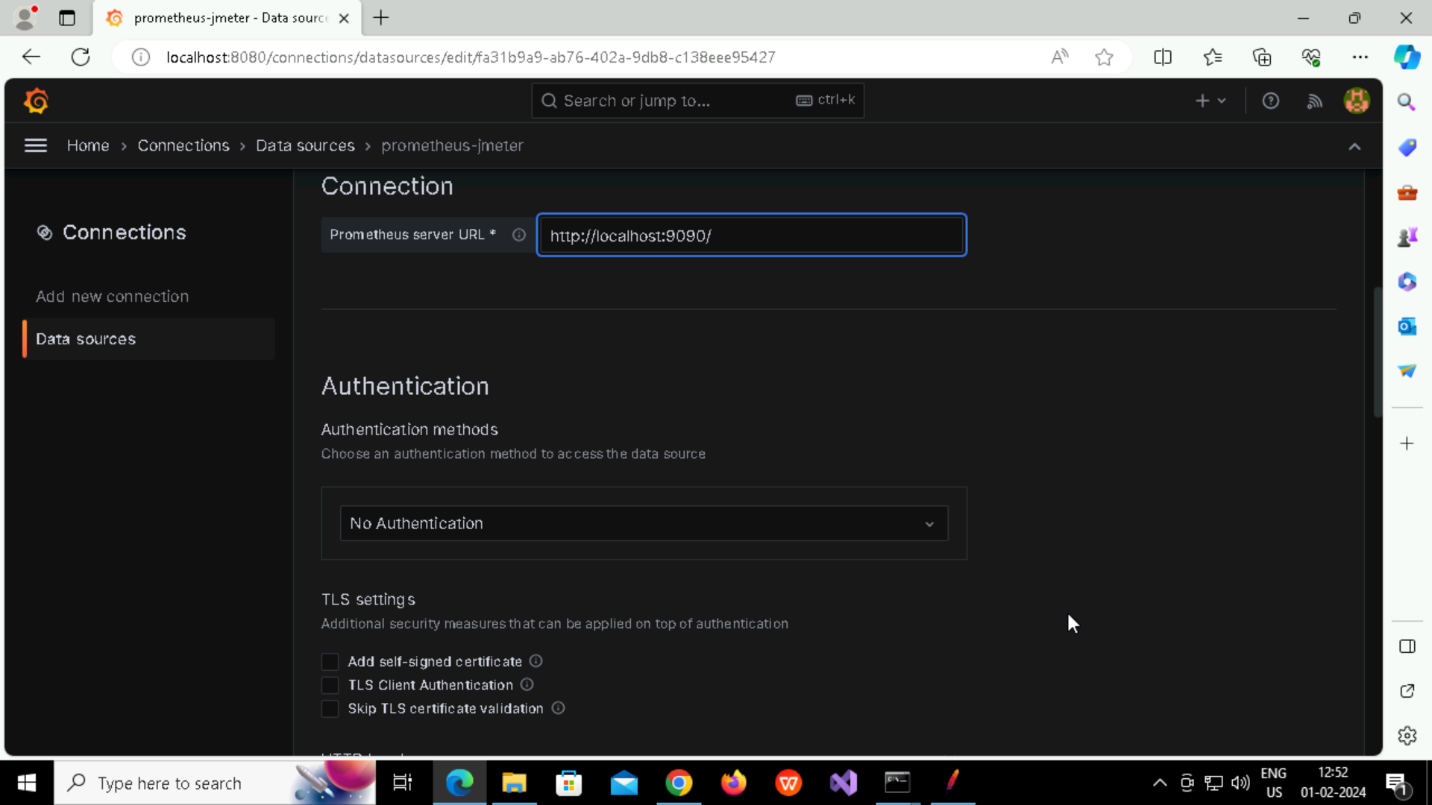 prometheus-jmeter - Data sourc
localhost:8080/connections/datasources/edit/fa31b9a9-ab76-402a-9db8-c138eee95427
Search or jump to... ctrl+k
Home › Connections › Data sources › prometheus-jmeter
Connections
Add new connection
Data sources
Connection
Prometheus server URL * http://localhost:9090/
Authentication
Authentication methods
Choose an authentication method to access the data source
No Authentication
TLS settings
Additional security measures that can be applied on top of authentication
Add self-signed certificate
TLS Client Authentication
Skip TLS certificate validation
Type here to search
ENG
US
12:52
01-02-2024
1